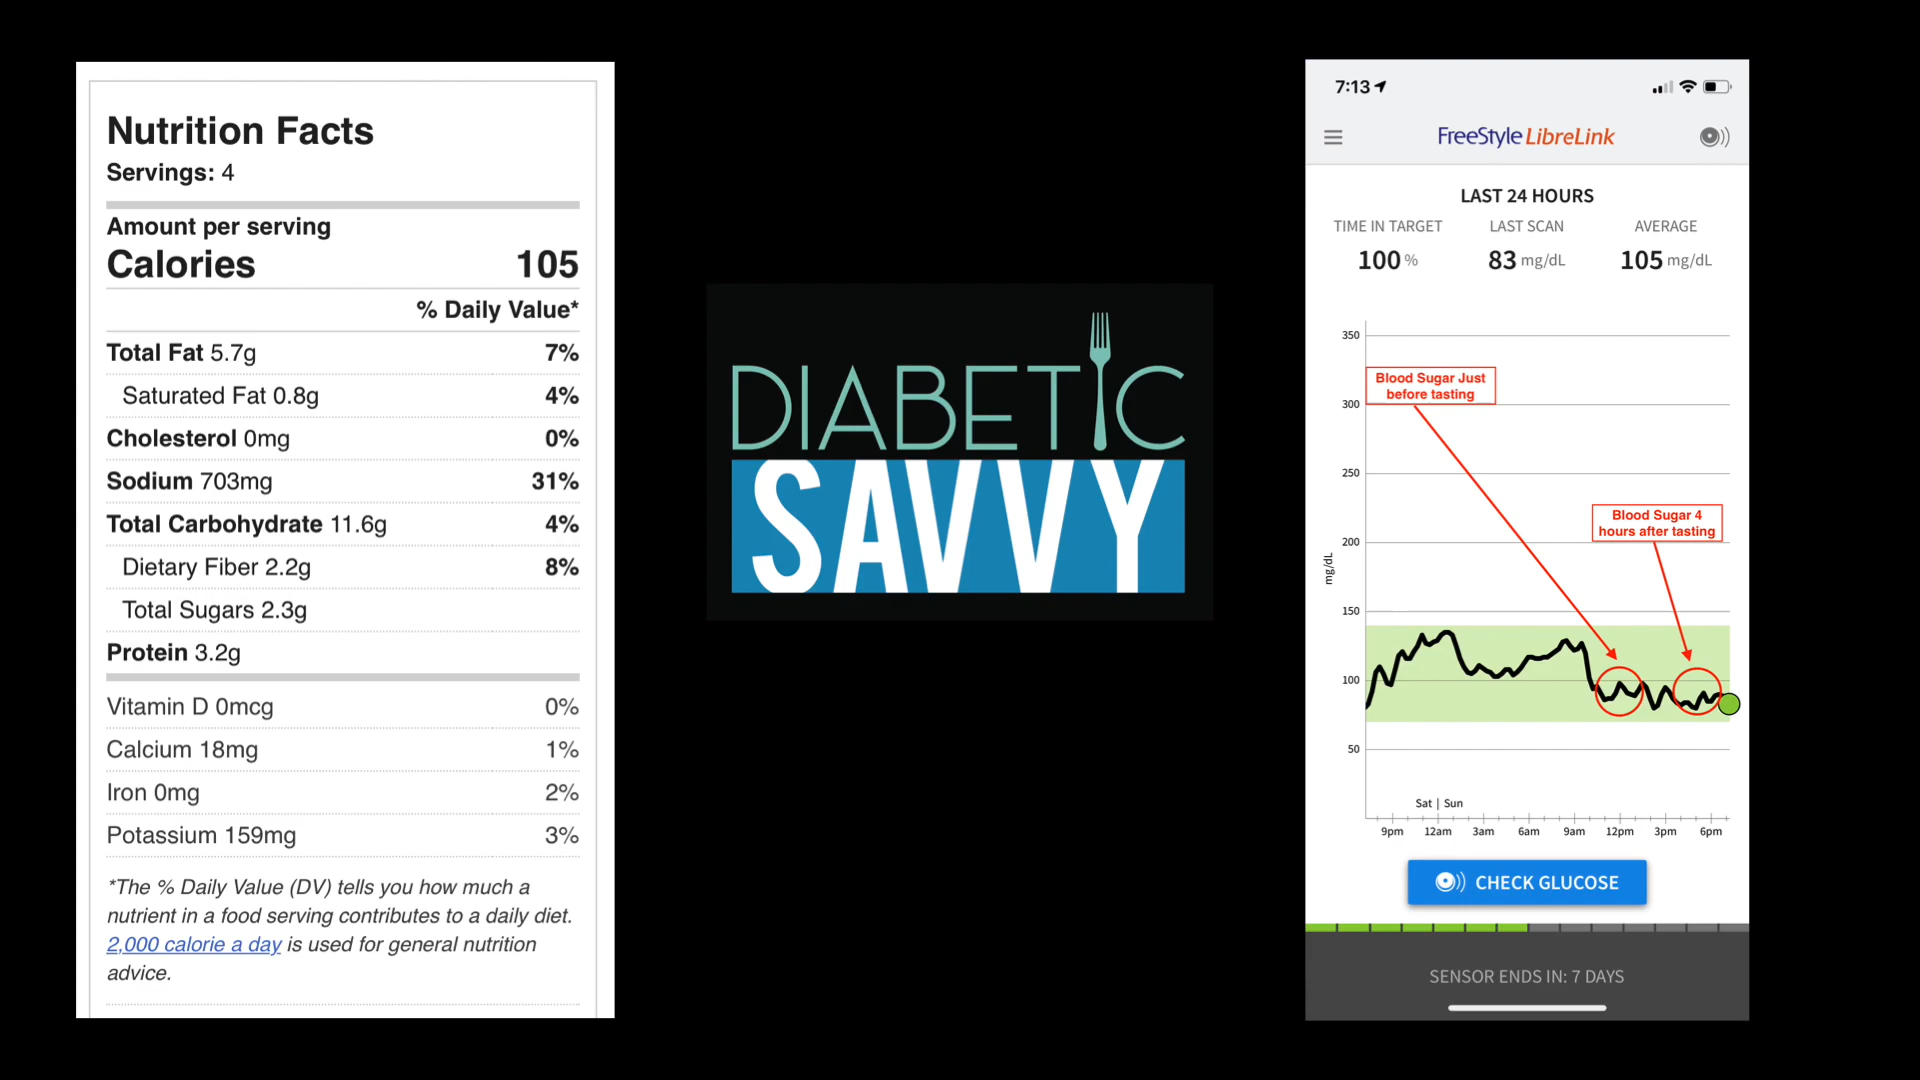 Nutrition Facts
Servings: 4
Amount per serving
Calories 105
% Daily Value*
Total Fat 5.7g 7%
Saturated Fat 0.8g 4%
Cholesterol 0mg 0%
Sodium 703mg 31%
Total Carbohydrate 11.6g 4%
Dietary Fiber 2.2g 8%
Total Sugars 2.3g
Protein 3.2g
Vitamin D 0mcg 0%
Calcium 18mg 1%
Iron 0mg 2%
Potassium 159mg 3%
*The % Daily Value (DV) tells you how much a
nutrient in a food serving contributes to a daily diet.
2,000 calorie a day is used for general nutrition
advice.
DIABETIC
SAVVY
7:13
FreeStyle LibreLink
LAST 24 HOURS
TIME IN TARGET LAST SCAN AVERAGE
100 % 83 mg/dL 105 mg/dL
350
Blood Sugar Just
before tasting
300
250
Blood Sugar 4
hours after tasting
200
mg/dL
150
100
50
Sat | Sun
9pm 12am 3am 6am 9am 12pm 3pm 6pm
CHECK GLUCOSE
SENSOR ENDS IN: 7 DAYS